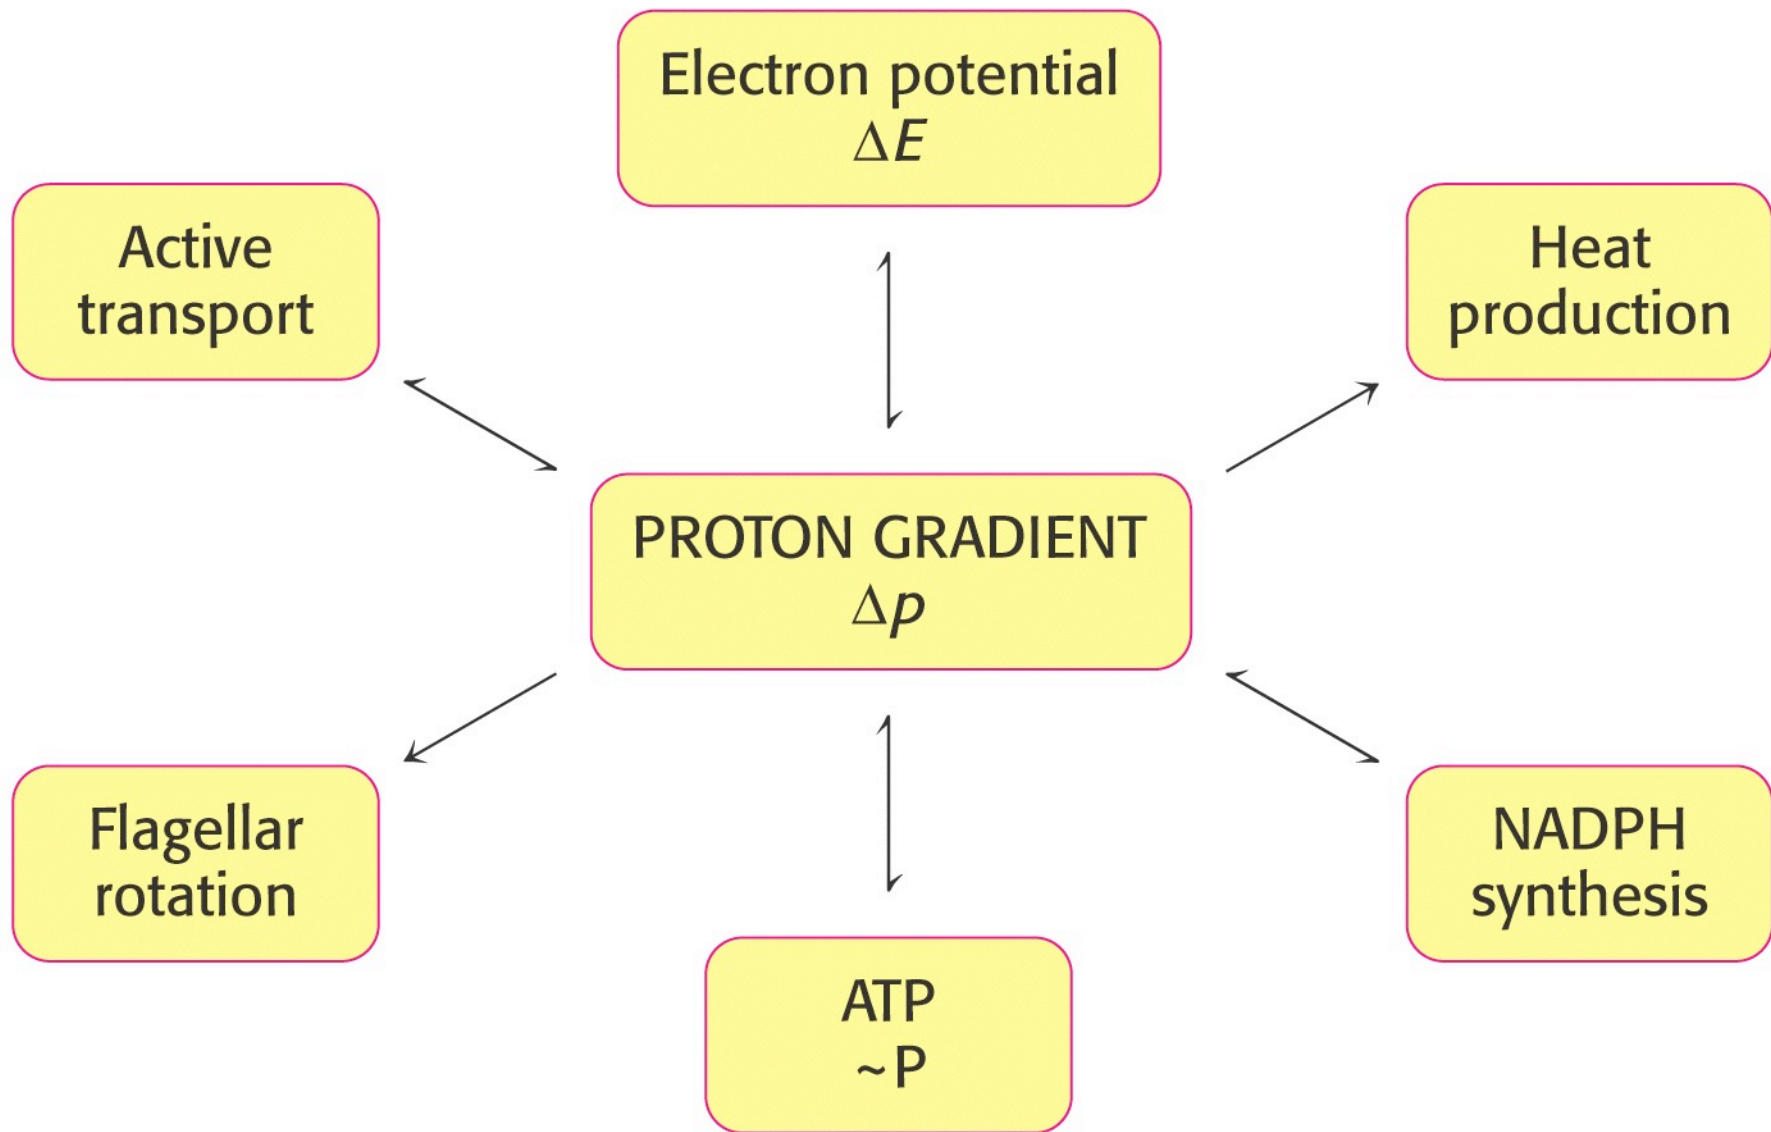 Electron potential
ΔE
Active
transport
Heat
production
PROTON GRADIENT
Δp
Flagellar
rotation
NADPH
synthesis
ATP
~P